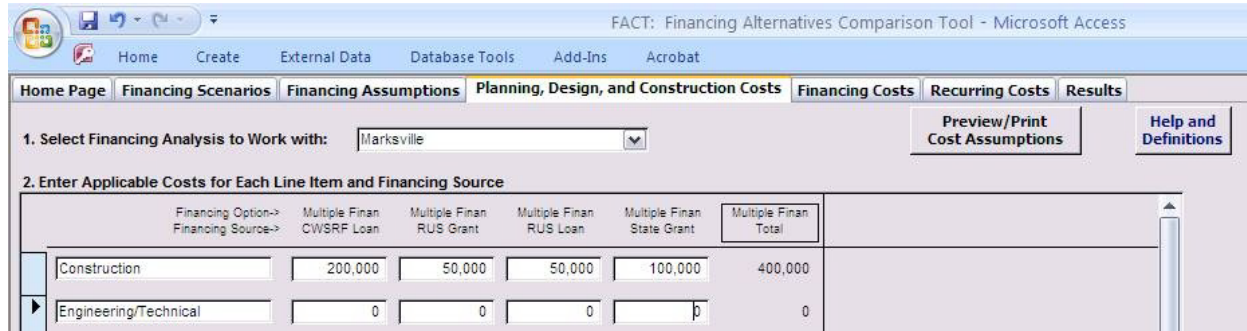 FACT: Financing Alternatives Comparison Tool - Microsoft Access
Home Create External Data Database Tools Add-Ins Acrobat
Home Page Financing Scenarios Financing Assumptions Planning, Design, and Construction Costs Financing Costs Recurring Costs Results
1. Select Financing Analysis to Work with: Marksville
Preview/Print
Cost Assumptions
Help and
Definitions
2. Enter Applicable Costs for Each Line Item and Financing Source
Financing Option-> Multiple Finan Multiple Finan Multiple Finan Multiple Finan Multiple Finan
Financing Source-> CWSRF Loan RUS Grant RUS Loan State Grant Total
Construction 200,000 50,000 50,000 100,000 400,000
Engineering/Technical 0 0 0 0 0